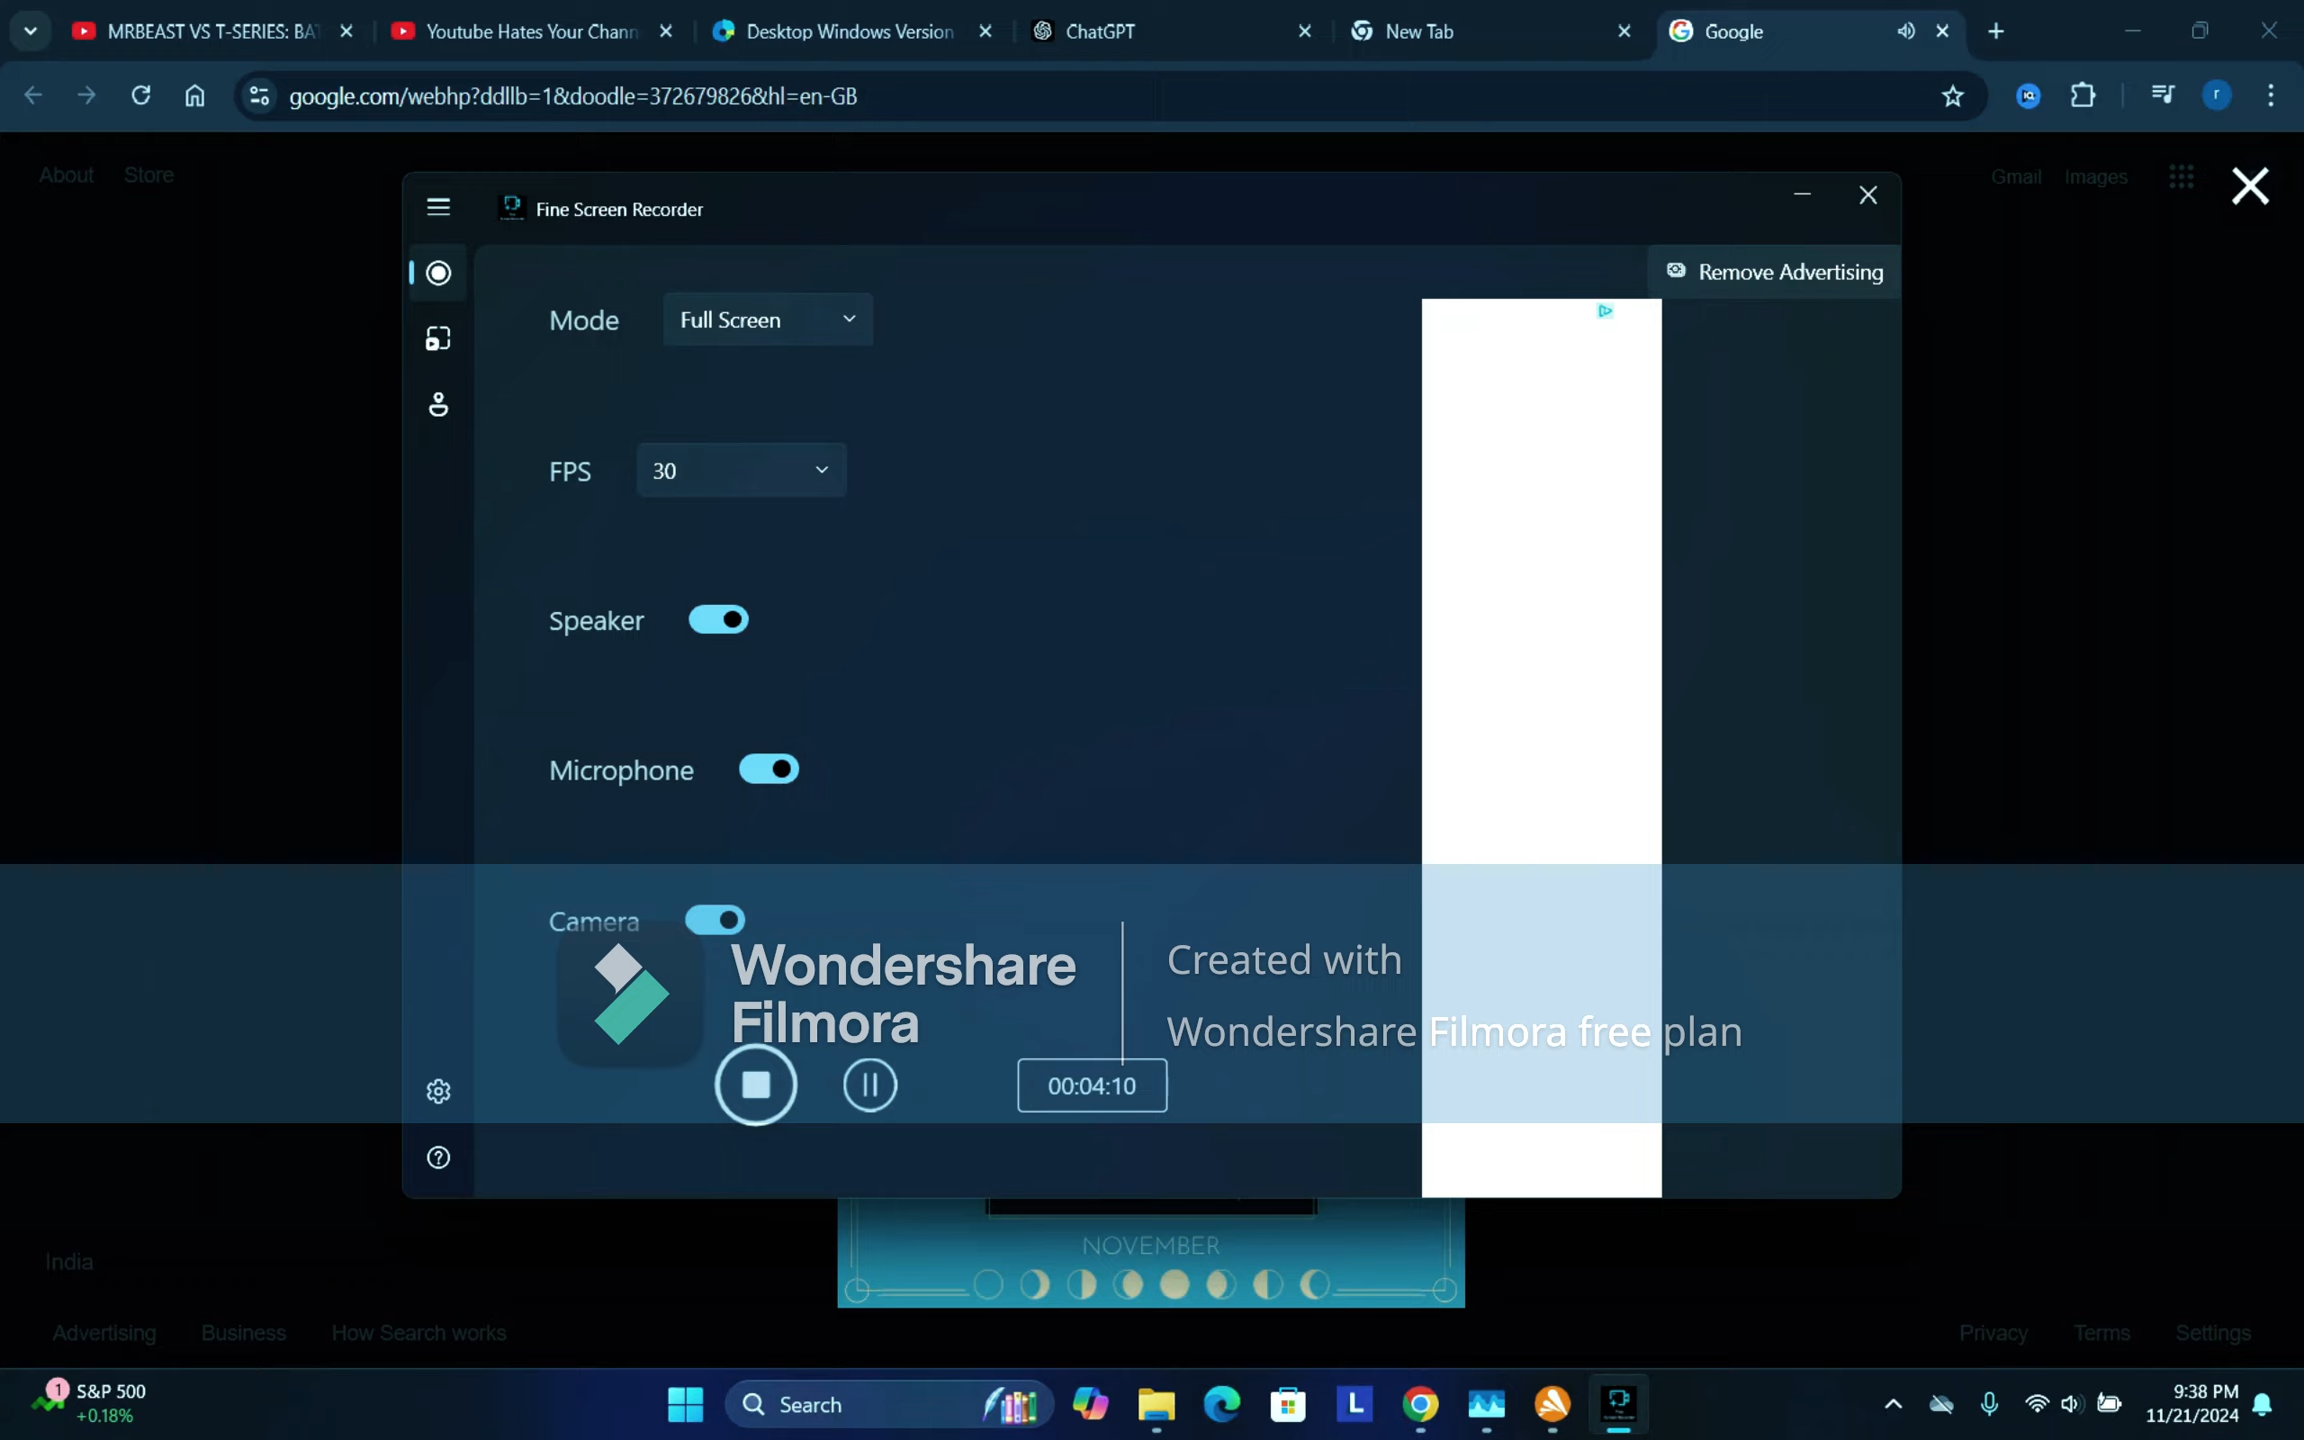 MRBEAST VS T-SERIES: BAT
Youtube Hates Your Chann
Desktop Windows Version
ChatGPT
New Tab
Google
google.com/webhp?ddllb=1&doodle=372679826&hl=en-GB
r
About
Store
Gmail
Images
Fine Screen Recorder
Remove Advertising
Mode
Full Screen
FPS
30
Speaker
Microphone
Camera
Wondershare
Filmora
Created with
Wondershare Filmora free plan
00:04:10
NOVEMBER
India
Advertising
Business
How Search works
Privacy
Terms
Settings
1
S&P 500
+0.18%
Search
L
9:38 PM
11/21/2024